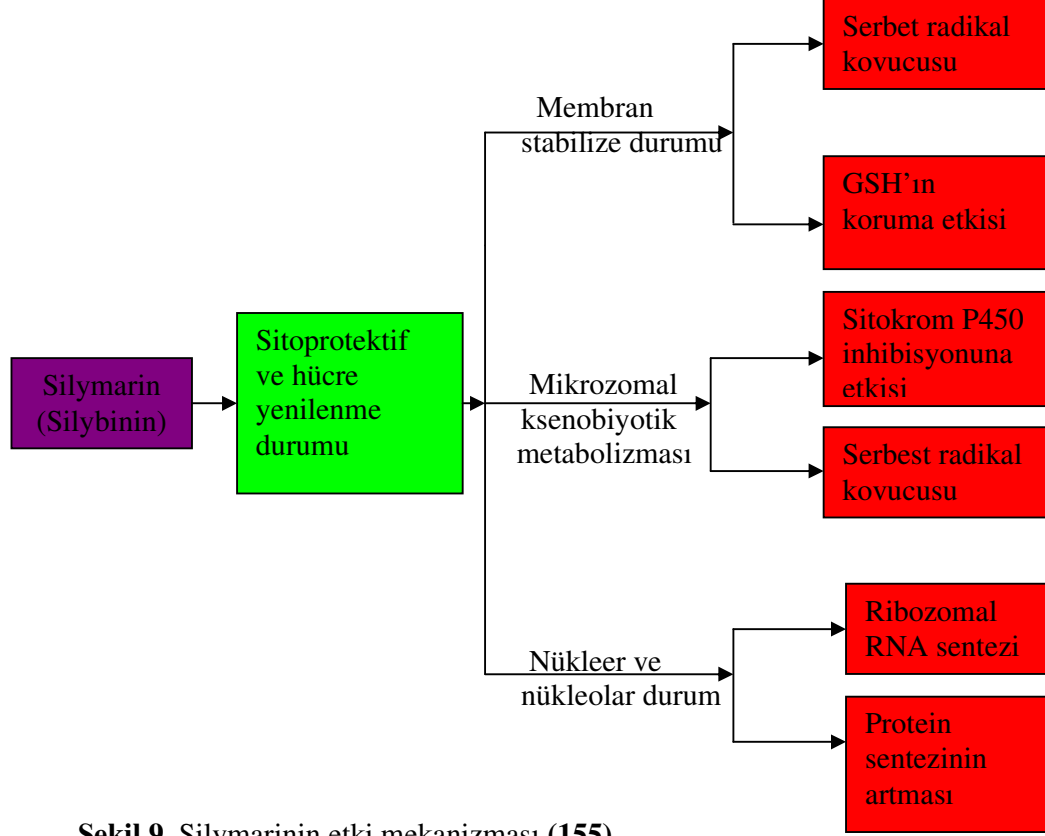 Serbet radikal
kovucusu
Membran
stabilize durumu
GSH’ın
koruma etkisi
Sitoprotektif
ve hücre
yenilenme
durumu
Silymarin
(Silybinin)
Sitokrom P450
inhibisyonuna
etkisi
Mikrozomal
ksenobiyotik
metabolizması
Serbest radikal
kovucusu
Ribozomal
RNA sentezi
Nükleer ve
nükleolar durum
Protein
sentezinin
artması
Şekil 9. Silymarinin etki mekanizması (155)